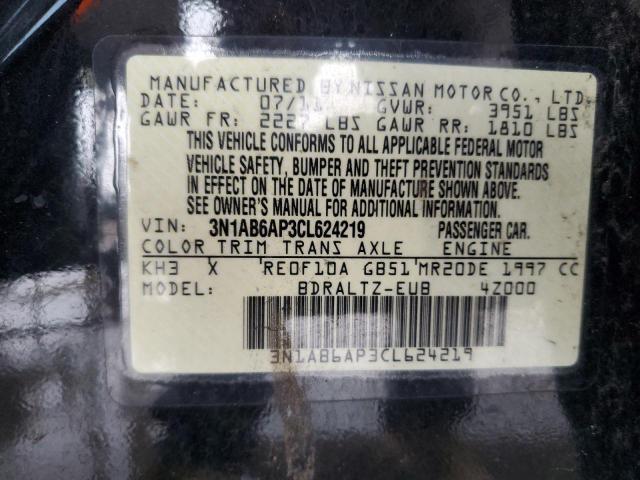 MANUFACTURED BY NISSAN MOTOR CO., LTD.
DATE: 07/11 GVWR: 3951 LBS
GAWR FR: 2227 LBS GAWR RR: 1810 LBS
THIS VEHICLE CONFORMS TO ALL APPLICABLE FEDERAL MOTOR
VEHICLE SAFETY, BUMPER AND THEFT PREVENTION STANDARDS
IN EFFECT ON THE DATE OF MANUFACTURE SHOWN ABOVE.
SEE OWNER'S MANUAL FOR ADDITIONAL INFORMATION.
VIN: 3N1AB6AP3CL624219 PASSENGER CAR.
COLOR TRIM TRANS AXLE ENGINE
KH3 X RE0F10A GB51 MR20DE 1997 CC
MODEL: BDRALTZ-EUB 4Z000
3N1AB6AP3CL624219